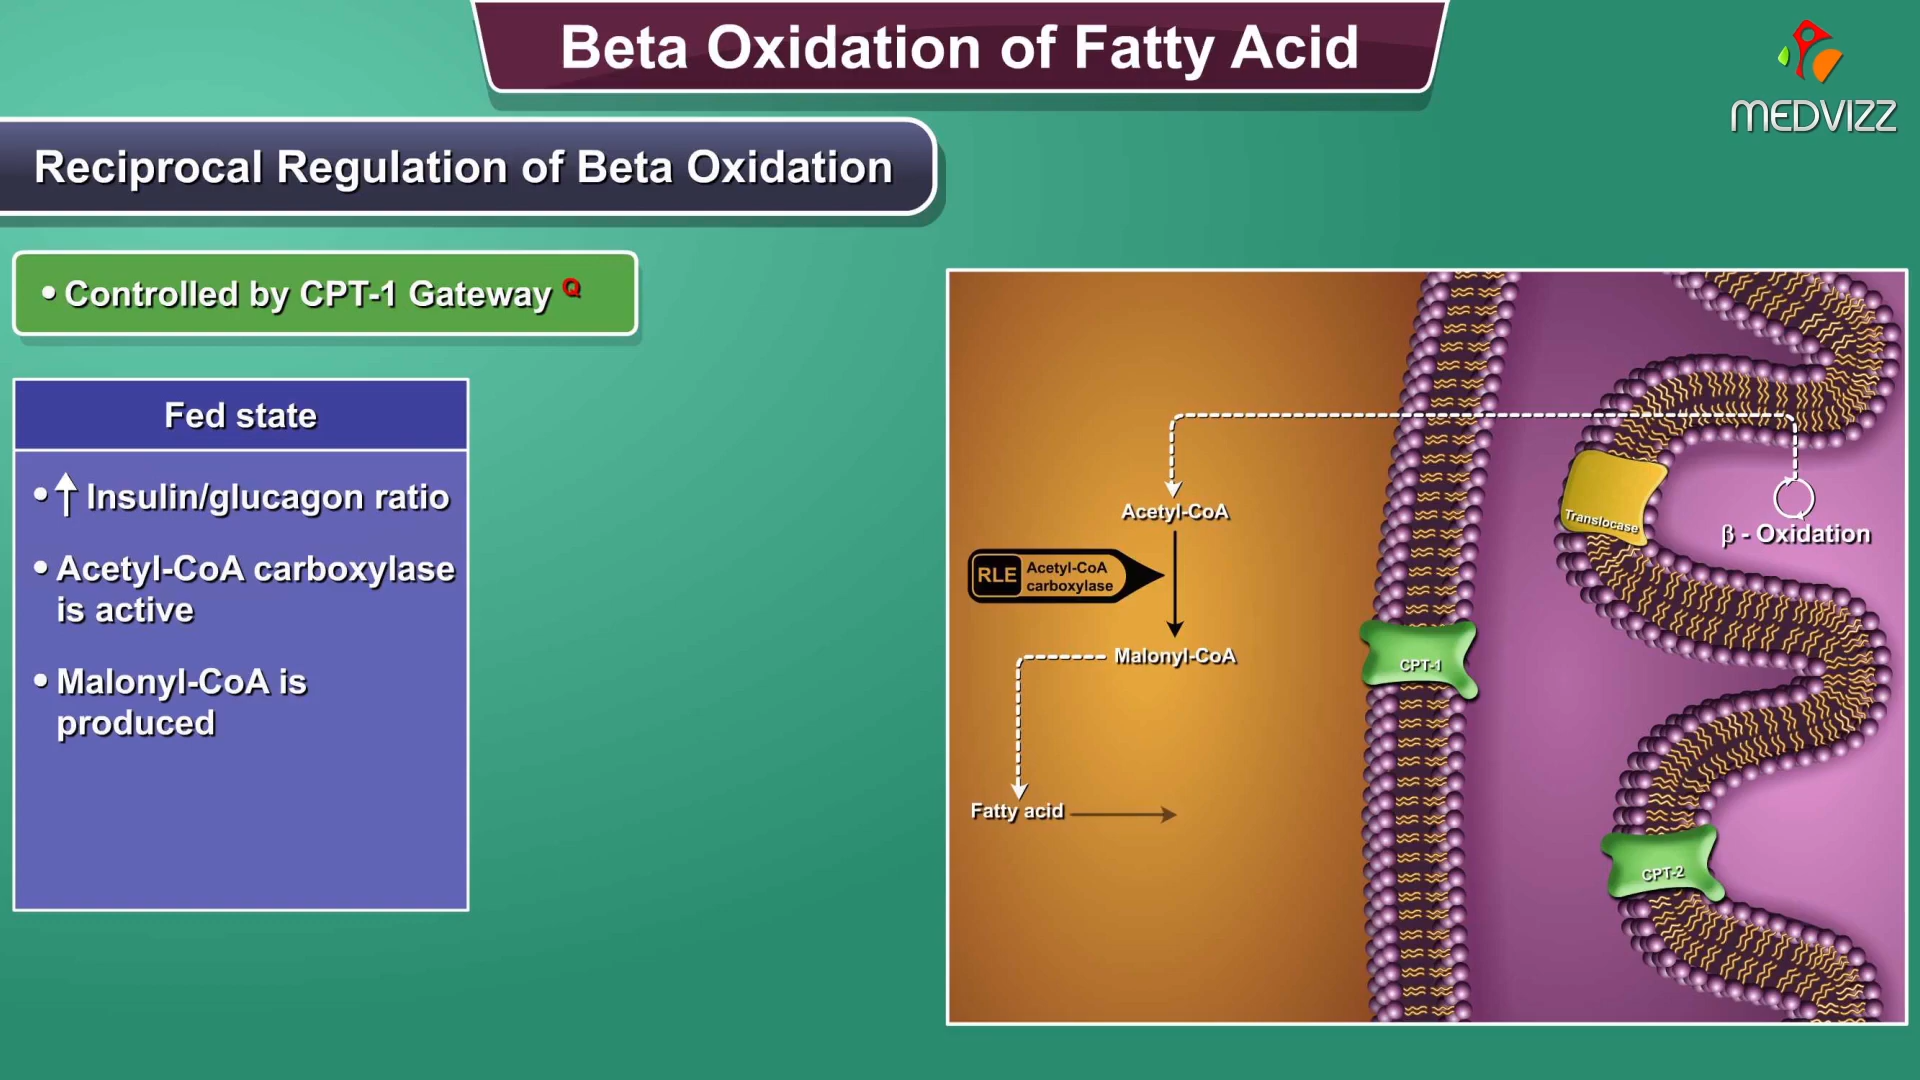 Beta Oxidation of Fatty Acid
MEDVIZZ
Reciprocal Regulation of Beta Oxidation
• Controlled by CPT-1 Gateway Q
Fed state
• ↑ Insulin/glucagon ratio
• Acetyl-CoA carboxylase
is active
• Malonyl-CoA is
produced
Acetyl-CoA
RLE Acetyl-CoA
carboxylase
Malonyl-CoA
Fatty acid
CPT-1
Translocase
β - Oxidation
CPT-2